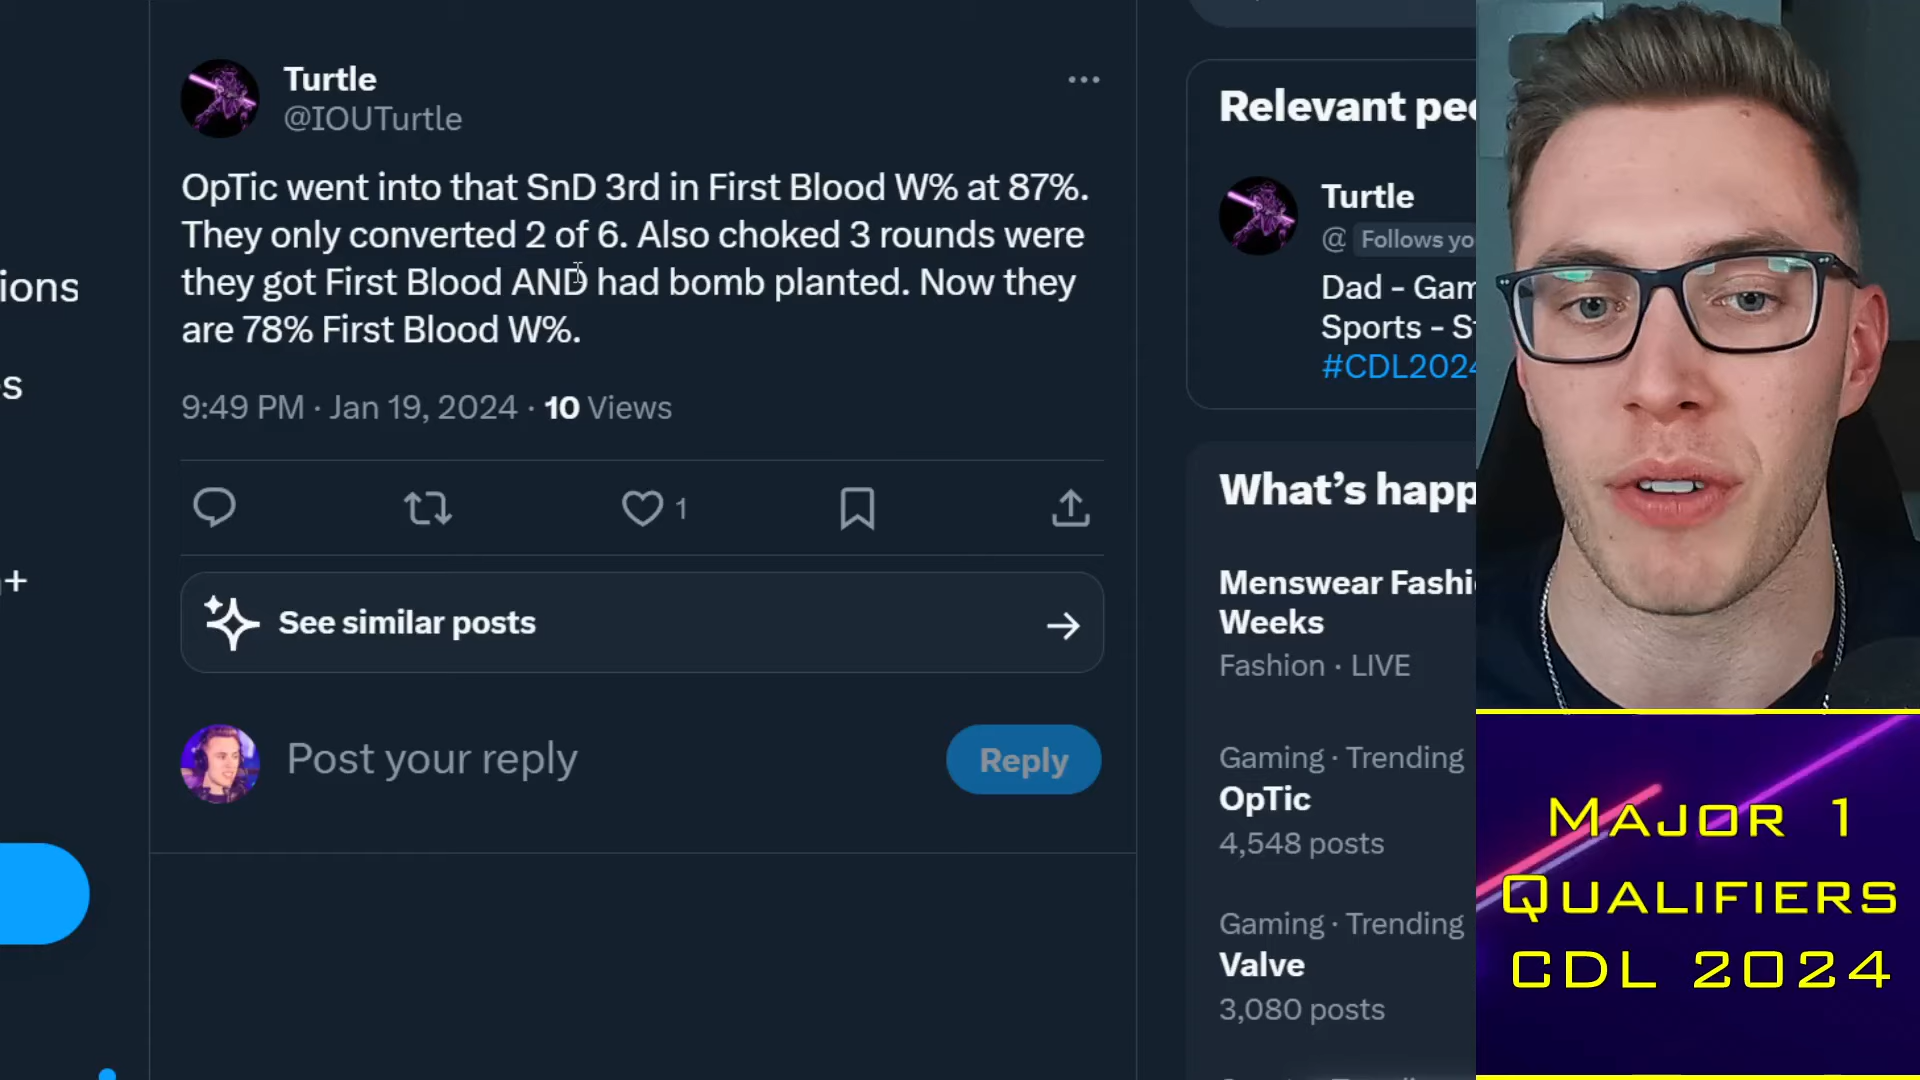 Turtle
@IOUTurtle
OpTic went into that SnD 3rd in First Blood W% at 87%.
They only converted 2 of 6. Also choked 3 rounds were
they got First Blood AND had bomb planted. Now they
are 78% First Blood W%.
9:49 PM · Jan 19, 2024 · 10 Views
1
See similar posts
Post your reply
Reply
ions
s
+
Relevant peo
Turtle
@ Follows yo
Dad - Gam
Sports - St
#CDL2024
What's happ
Menswear Fashi
Weeks
Fashion · LIVE
Gaming · Trending
OpTic
4,548 posts
Gaming · Trending
Valve
3,080 posts
Major 1
Qualifiers
CDL 2024